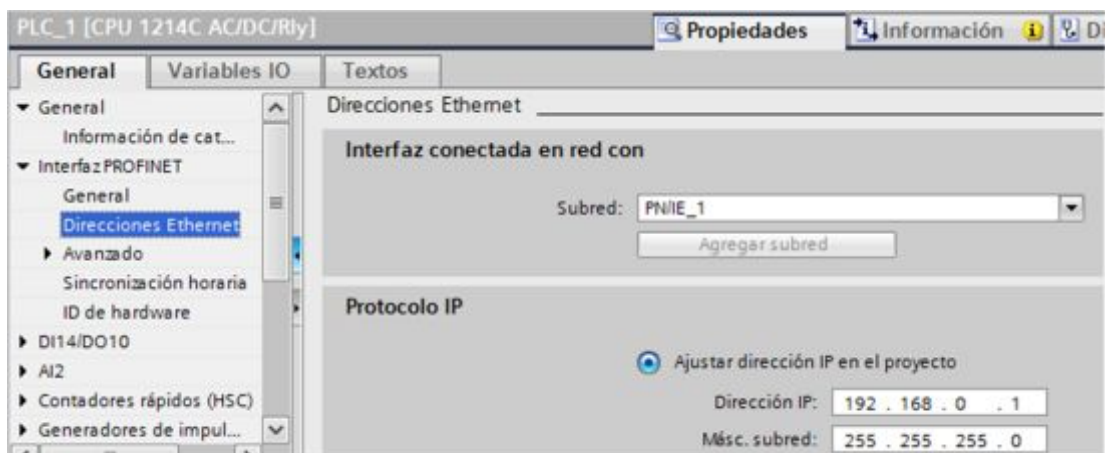 PLC_1 [CPU 1214C AC/DC/Rly]
Propiedades
Información
General
Variables IO
Textos
General
Información de cat...
Interfaz PROFINET
General
Direcciones Ethernet
Avanzado
Sincronización horaria
ID de hardware
DI14/DO10
AI2
Contadores rápidos (HSC)
Generadores de impul...
Direcciones Ethernet
Interfaz conectada en red con
Subred: PN/IE_1
Agregar subred
Protocolo IP
Ajustar dirección IP en el proyecto
Dirección IP: 192 . 168 . 0 . 1
Másc. subred: 255 . 255 . 255 . 0